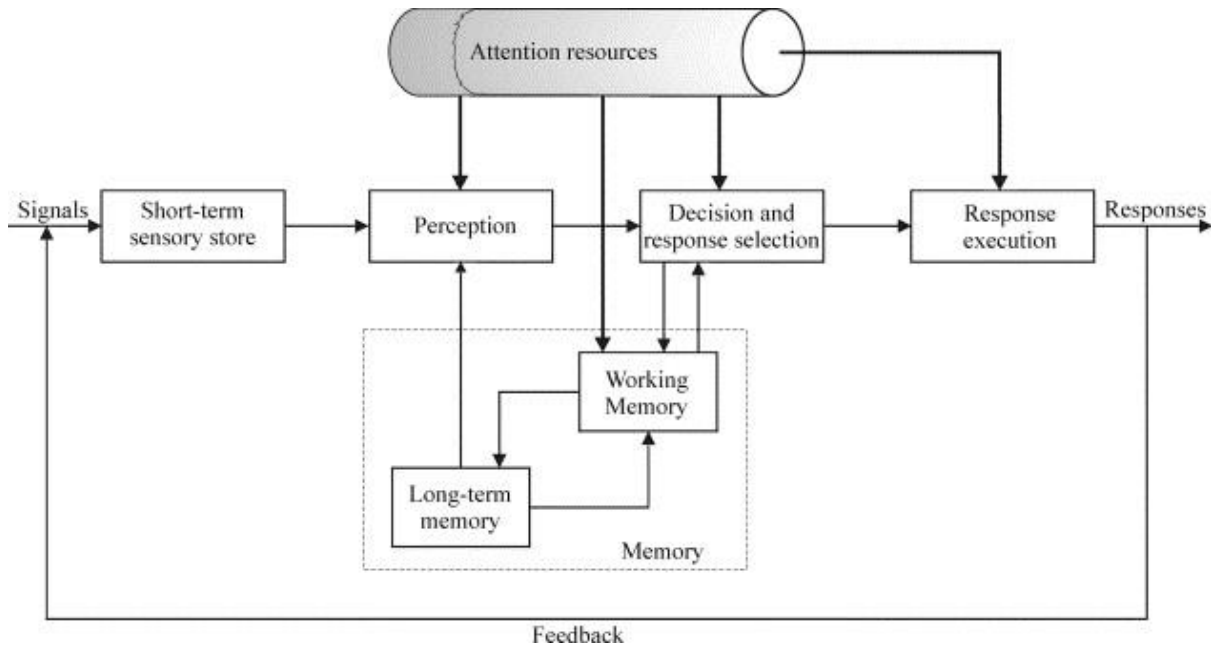 Attention resources
Signals
Short-term
sensory store
Perception
Decision and
response selection
Response
execution
Responses
Working
Memory
Long-term
memory
Memory
Feedback